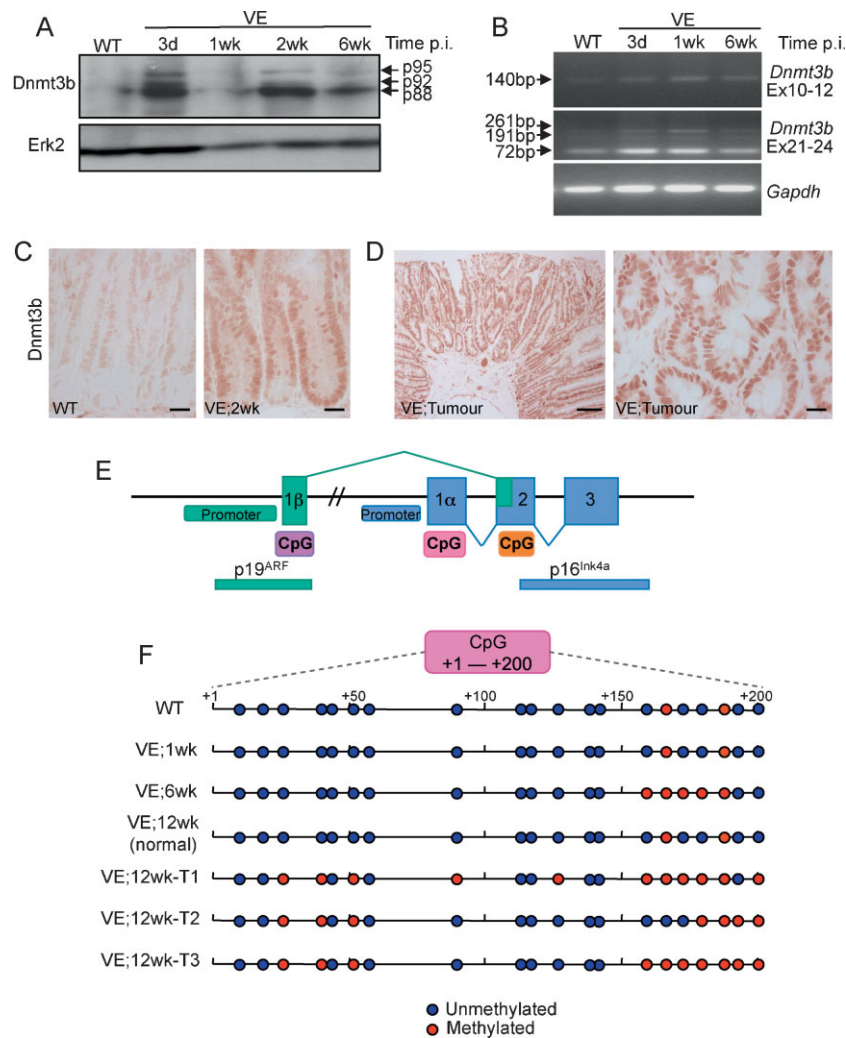 A
VE
WT 3d 1wk 2wk 6wk Time p.i.
Dnmt3b
p95
p92
p88
Erk2
B
VE
WT 3d 1wk 6wk Time p.i.
140bp
Dnmt3b
Ex10-12
261bp
191bp
72bp
Dnmt3b
Ex21-24
Gapdh
C
Dnmt3b
WT
VE;2wk
D
VE;Tumour
VE;Tumour
E
1β
1α
2
3
Promoter
Promoter
CpG
CpG
CpG
p19ARF
p16Ink4a
F
CpG
+1 — +200
+1 +50 +100 +150 +200
WT
VE;1wk
VE;6wk
VE;12wk
(normal)
VE;12wk-T1
VE;12wk-T2
VE;12wk-T3
Unmethylated
Methylated